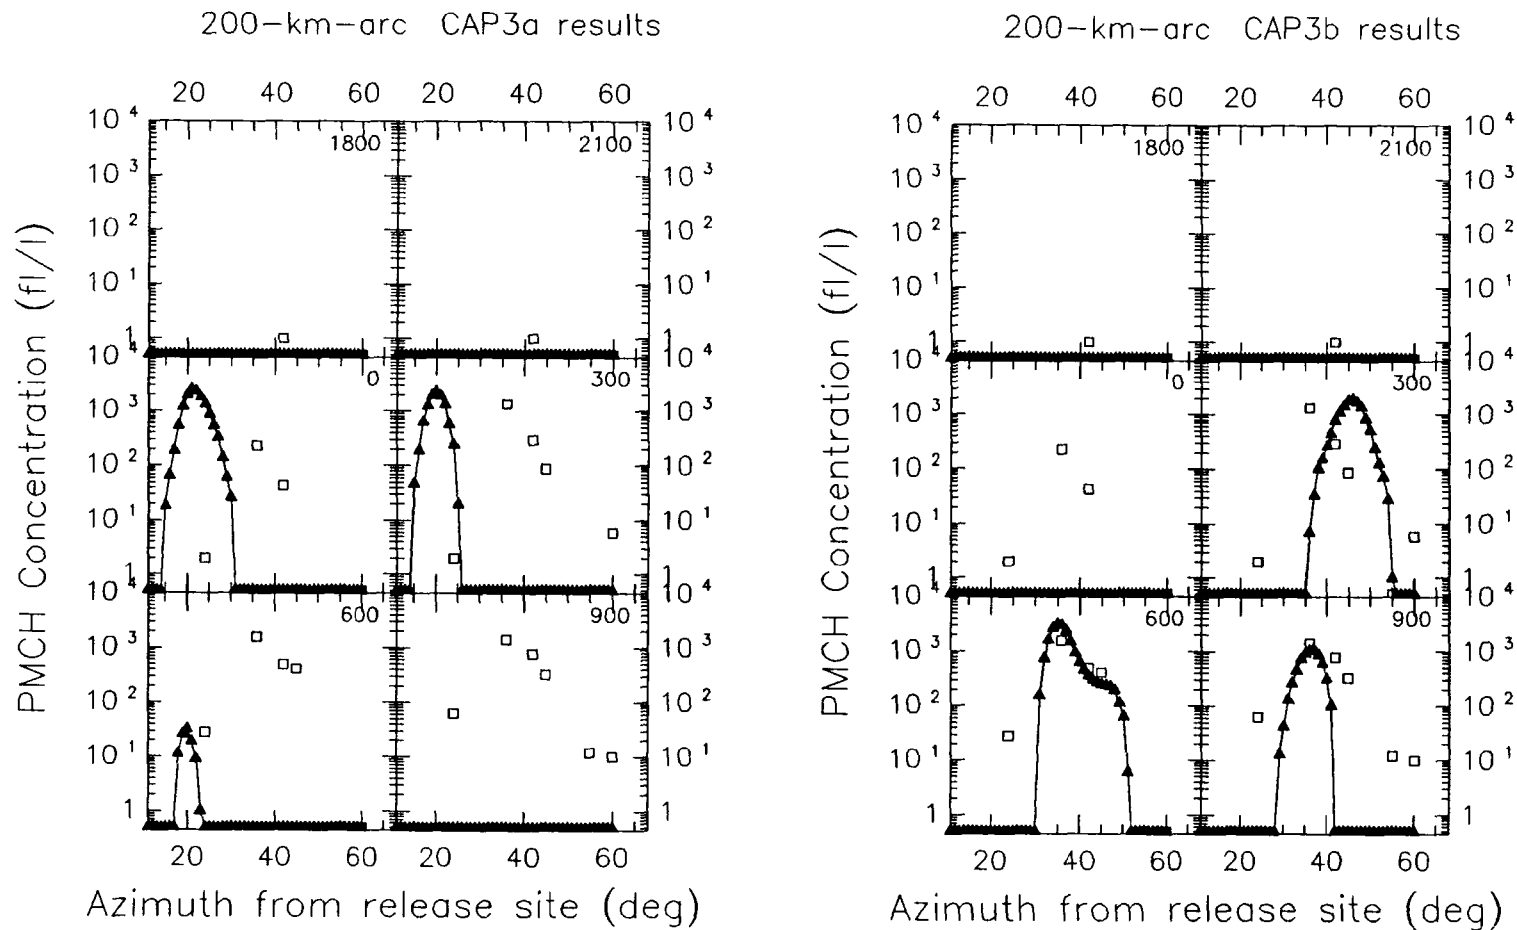 200-km-arc CAP3a results
20 40 60 20 40 60
PMCH Concentration (fl/l)
10^4 1800 2100 10^4
10^3 10^3
10^2 10^2
10^1 10^1
1 1
10^4 0 300 10^4
10^3 10^3
10^2 10^2
10^1 10^1
1 1
10^4 600 900 10^4
10^3 10^3
10^2 10^2
10^1 10^1
1 1
20 40 60 20 40 60
Azimuth from release site (deg)
200-km-arc CAP3b results
20 40 60 20 40 60
PMCH Concentration (fl/l)
10^4 1800 2100 10^4
10^3 10^3
10^2 10^2
10^1 10^1
1 1
10^4 0 300 10^4
10^3 10^3
10^2 10^2
10^1 10^1
1 1
10^4 600 900 10^4
10^3 10^3
10^2 10^2
10^1 10^1
1 1
20 40 60 20 40 60
Azimuth from release site (deg)